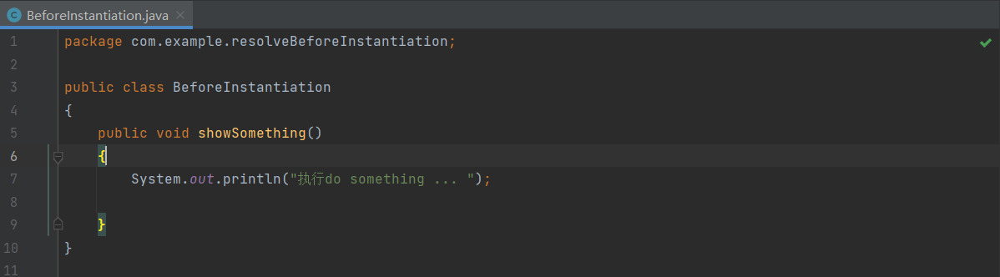 BeforeInstantiation.java
1 package com.example.resolveBeforeInstantiation;
2
3 public class BeforeInstantiation
4 {
5     public void showSomething()
6     {
7         System.out.println("执行do something ... ");
8
9     }
10 }
11